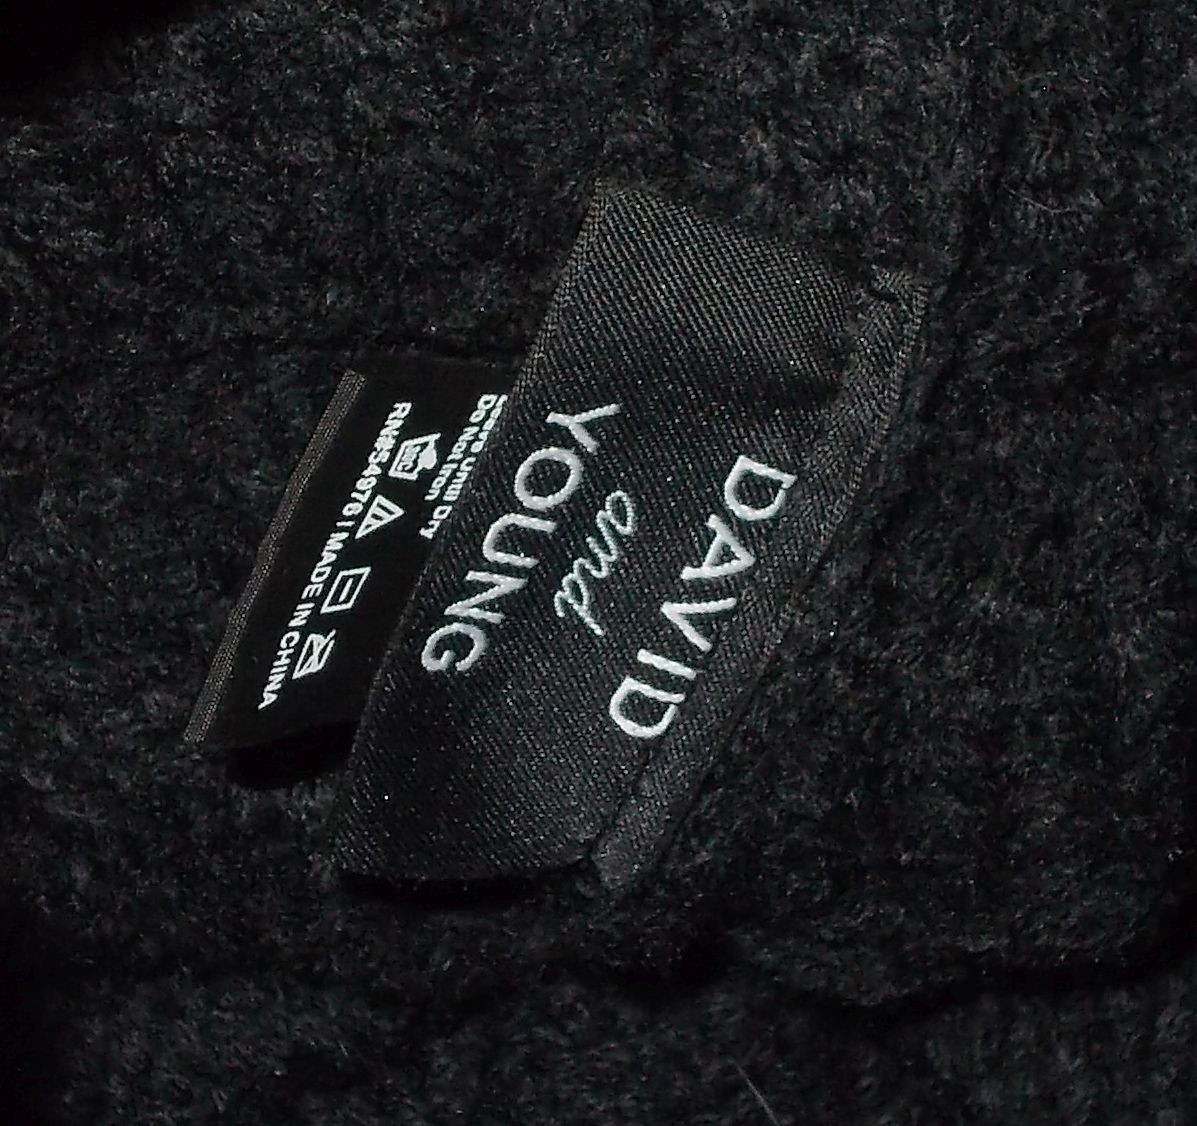 DAVID
and
YOUNG
Do Not Iron Dry
RN#54976 | MADE IN CHINA